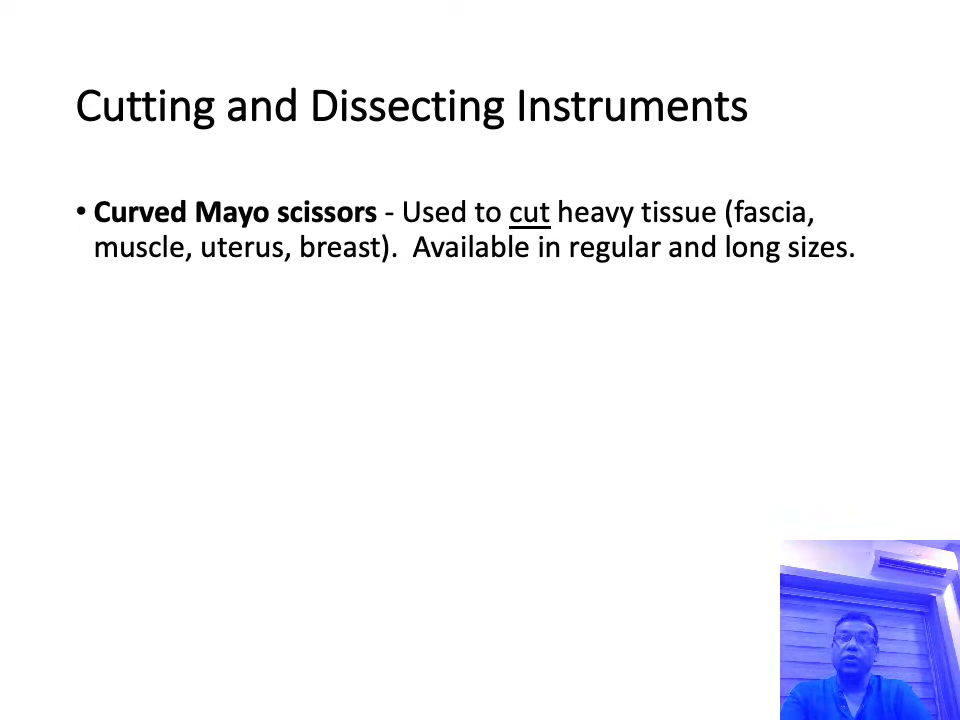 Cutting and Dissecting Instruments
• Curved Mayo scissors - Used to cut heavy tissue (fascia,
muscle, uterus, breast).  Available in regular and long sizes.